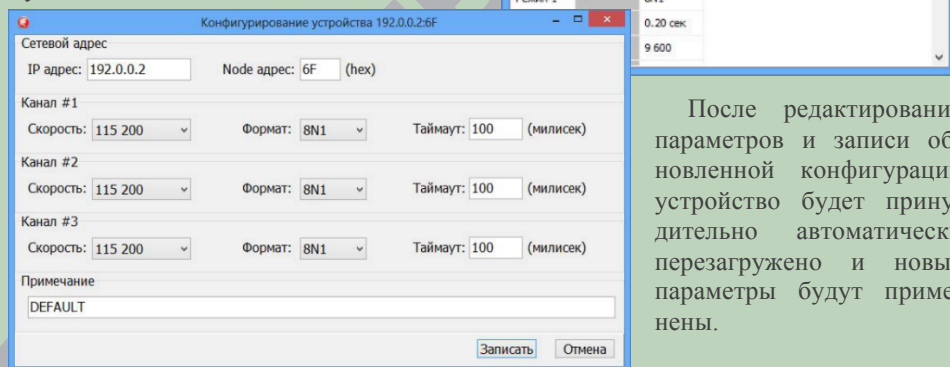 8N1
0.20 сек
9 600
Конфигурирование устройства 192.0.0.2:6F
Сетевой адрес
IP адрес: 192.0.0.2 Node адрес: 6F (hex)
Канал #1
Скорость: 115 200 Формат: 8N1 Таймаут: 100 (милисек)
Канал #2
Скорость: 115 200 Формат: 8N1 Таймаут: 100 (милисек)
Канал #3
Скорость: 115 200 Формат: 8N1 Таймаут: 100 (милисек)
Примечание
DEFAULT
Записать Отмена
После редактировани
параметров и записи об
новленной конфигураци
устройство будет прину
дительно автоматическ
перезагружено и новы
параметры будут приме
нены.